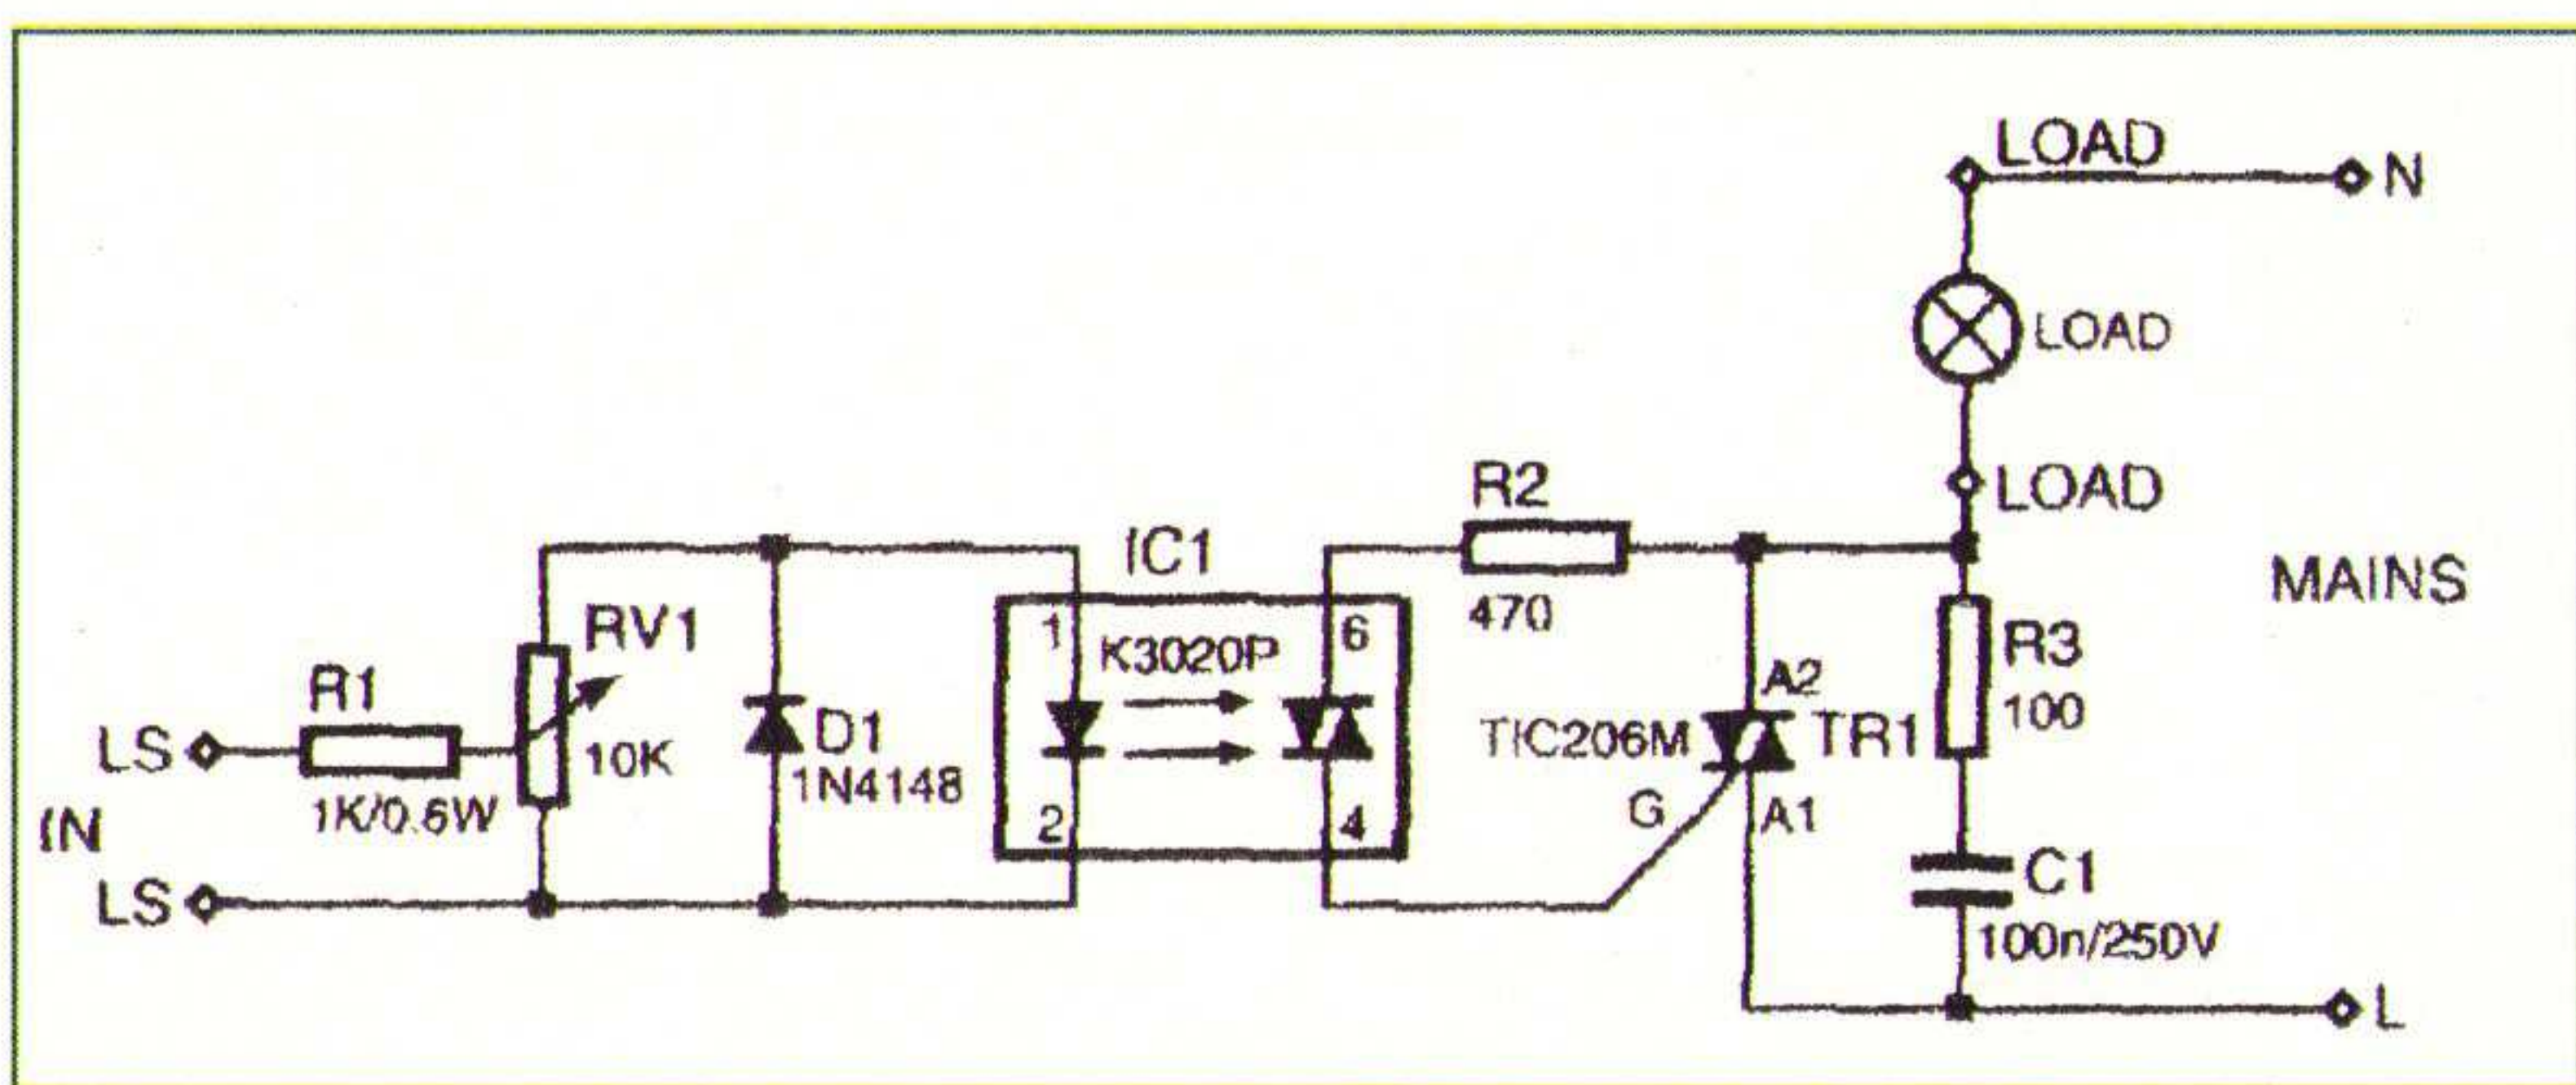 LOAD
N
LOAD
LOAD
R2
470
IC1
MAINS
RV1
10K
1
K3020P
6
R3
100
R1
1K/0.6W
LS
IN
LS
D1
1N4148
A2
TIC206M
TR1
2
4
G
A1
C1
100n/250V
L